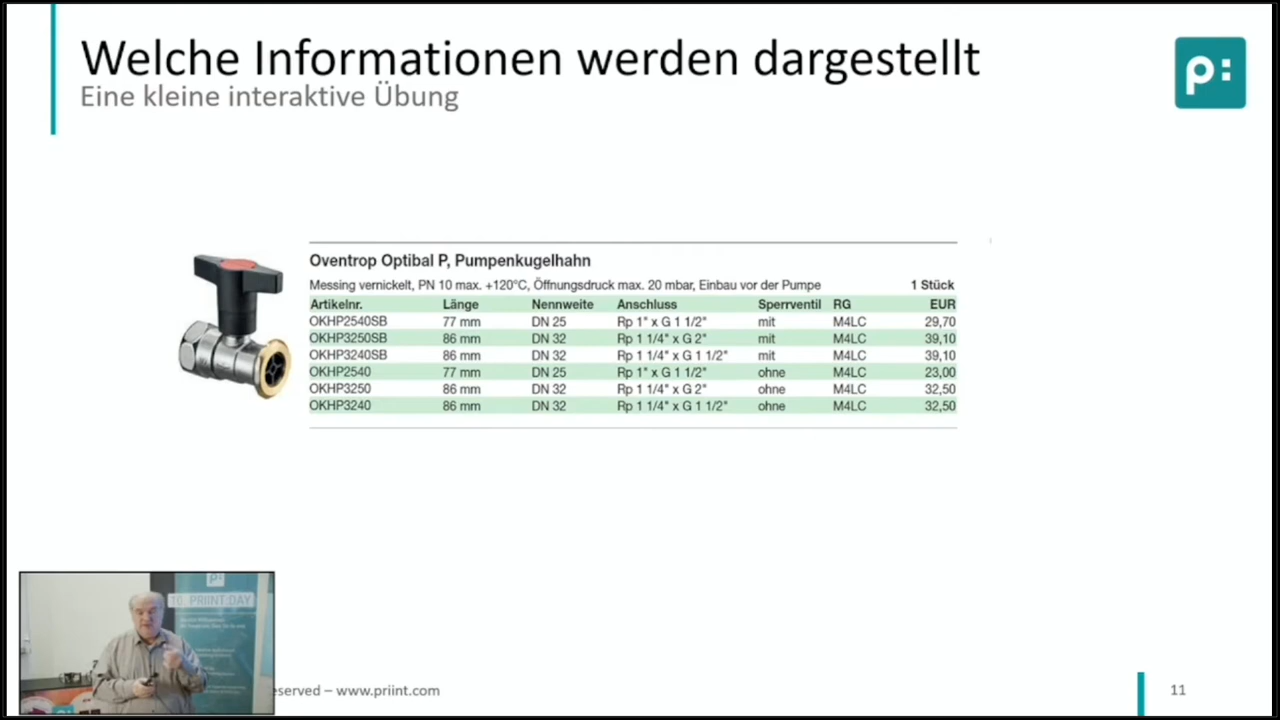 Welche Informationen werden dargestellt
Eine kleine interaktive Übung
p:
Oventrop Optibal P, Pumpenkugelhahn
Messing vernickelt, PN 10 max. +120°C, Öffnungsdruck max. 20 mbar, Einbau vor der Pumpe 1 Stück
Artikelnr. Länge Nennweite Anschluss Sperrventil RG EUR
OKHP2540SB 77 mm DN 25 Rp 1" x G 1 1/2" mit M4LC 29,70
OKHP3250SB 86 mm DN 32 Rp 1 1/4" x G 2" mit M4LC 39,10
OKHP3240SB 86 mm DN 32 Rp 1 1/4" x G 1 1/2" mit M4LC 39,10
OKHP2540 77 mm DN 25 Rp 1" x G 1 1/2" ohne M4LC 23,00
OKHP3250 86 mm DN 32 Rp 1 1/4" x G 2" ohne M4LC 32,50
OKHP3240 86 mm DN 32 Rp 1 1/4" x G 1 1/2" ohne M4LC 32,50
p:
10. PRIINT:DAY
eserved – www.priint.com
11